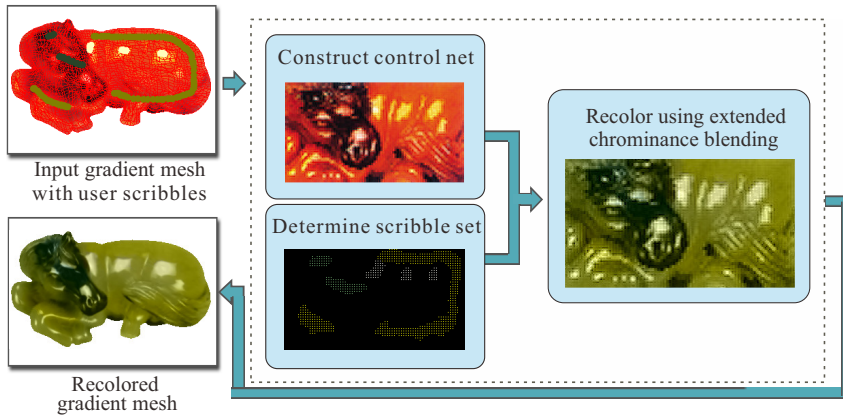 Input gradient mesh
with user scribbles
Construct control net
Determine scribble set
Recolor using extended
chrominance blending
Recolored
gradient mesh